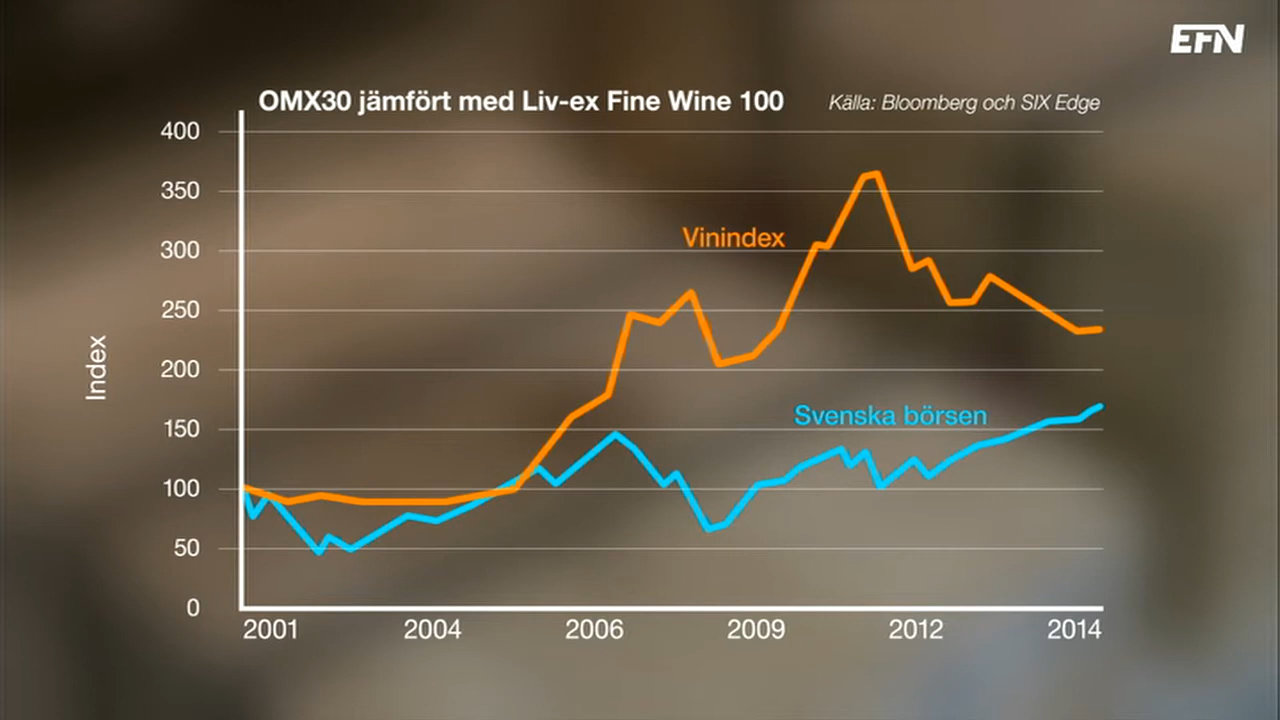 EFN
OMX30 jämfört med Liv-ex Fine Wine 100
Källa: Bloomberg och SIX Edge
400
350
300
250
200
150
100
50
0
Index
Vinindex
Svenska börsen
2001 2004 2006 2009 2012 2014